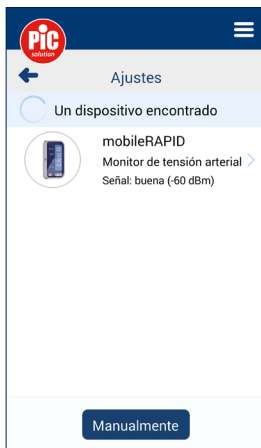 Pic
solution
Ajustes
Un dispositivo encontrado
mobileRAPID
Monitor de tensión arterial
Señal: buena (-60 dBm)
Manualmente